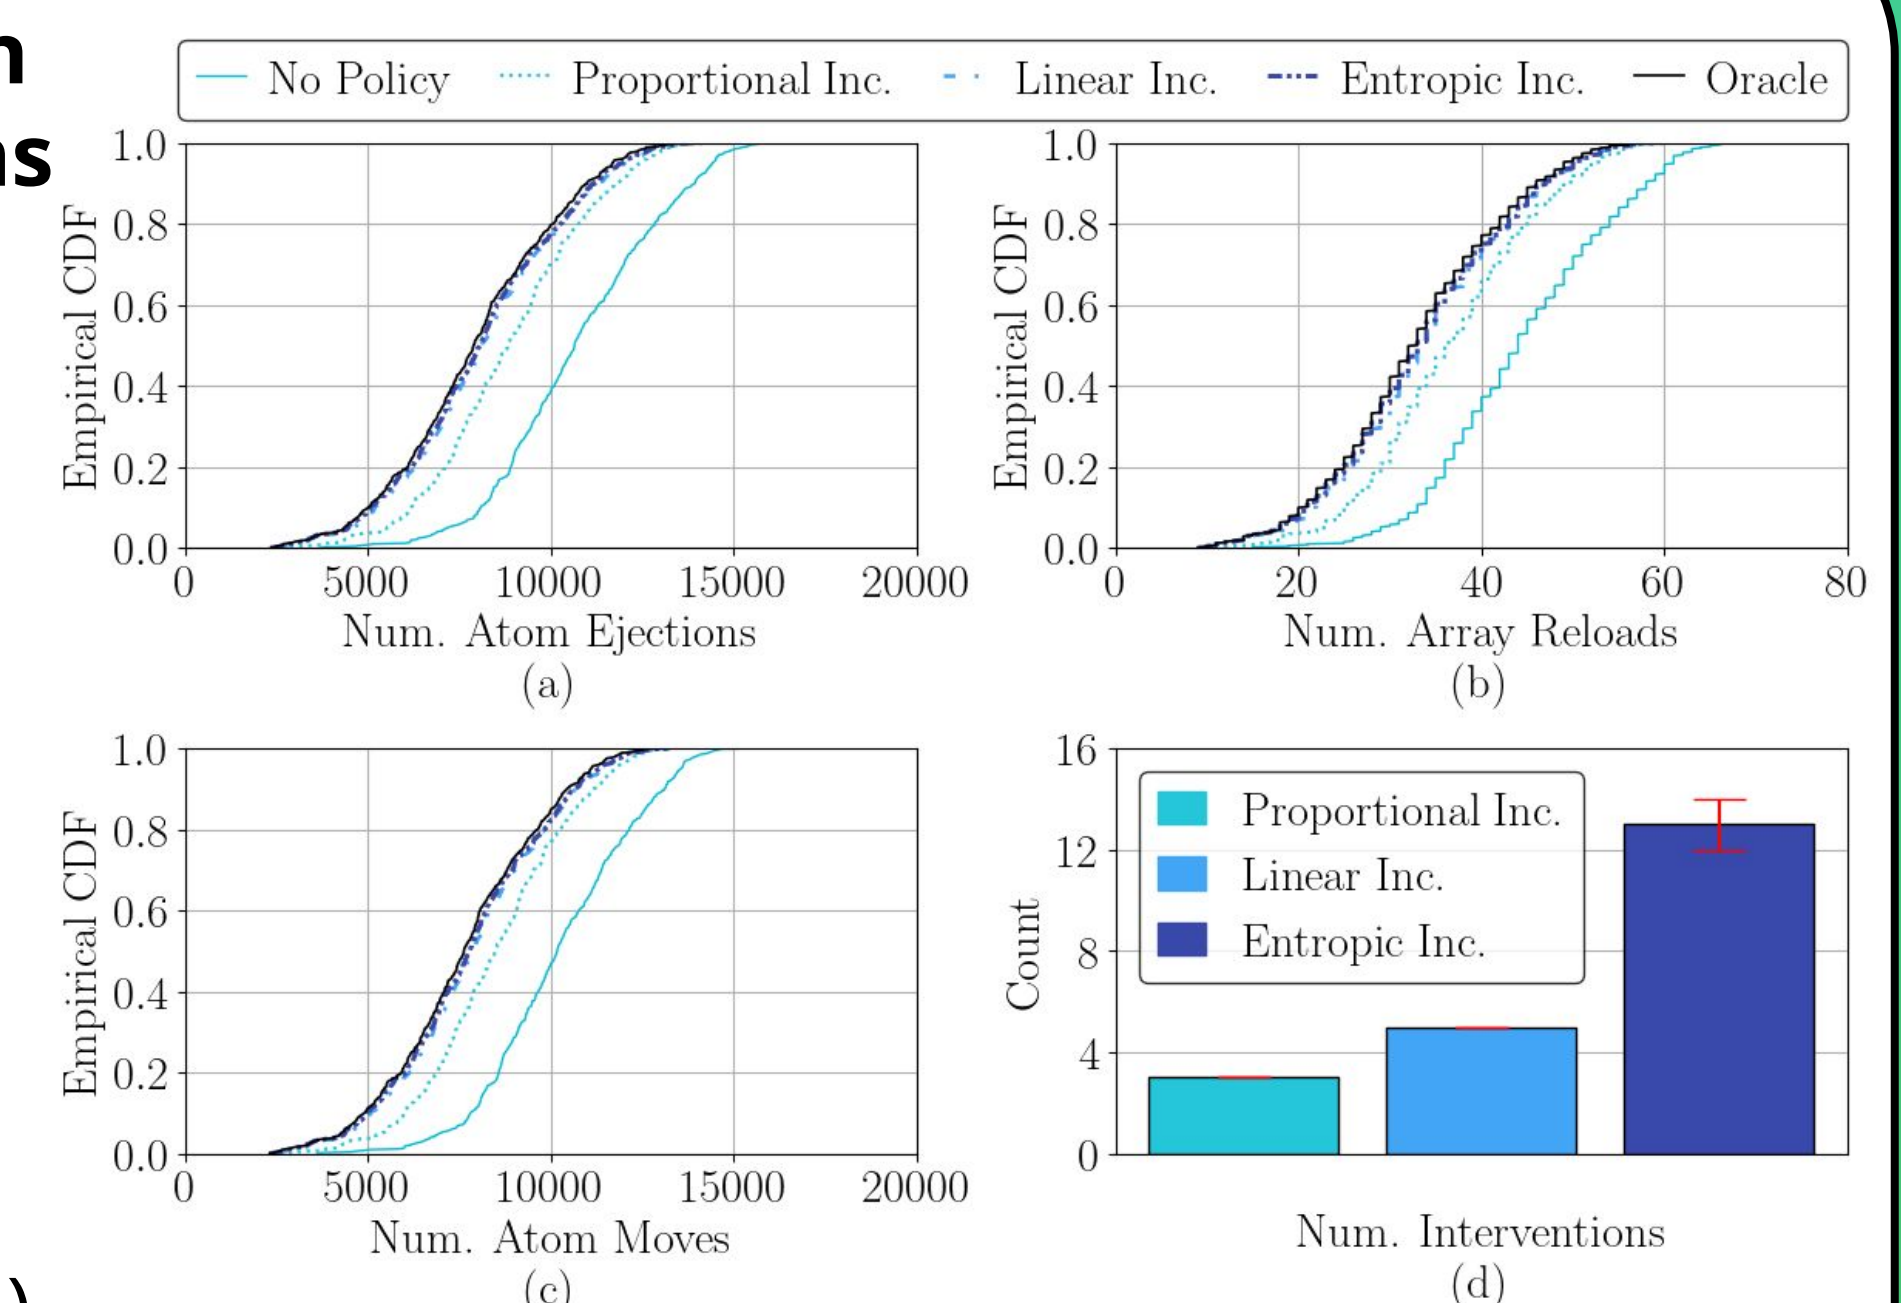 n
ns
No Policy Proportional Inc. Linear Inc. Entropic Inc. Oracle
1.0
0.8
0.6
0.4
0.2
0.0
Empirical CDF
0 5000 10000 15000 20000
Num. Atom Ejections
(a)
1.0
0.8
0.6
0.4
0.2
0.0
Empirical CDF
0 20 40 60 80
Num. Array Reloads
(b)
1.0
0.8
0.6
0.4
0.2
0.0
Empirical CDF
0 5000 10000 15000 20000
Num. Atom Moves
(c)
16
12
8
4
0
Count
Proportional Inc.
Linear Inc.
Entropic Inc.
Num. Interventions
(d)
)